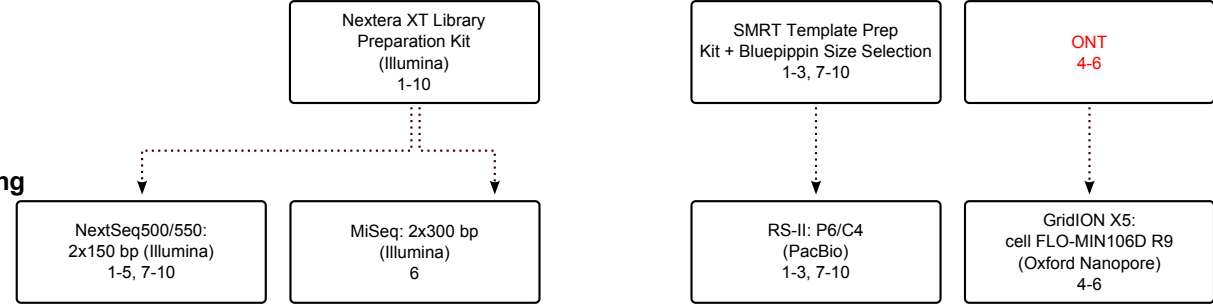 Nextera XT Library
Preparation Kit
(Illumina)
1-10
SMRT Template Prep
Kit + Bluepippin Size Selection
1-3, 7-10
ONT
4-6
ng
NextSeq500/550:
2x150 bp (Illumina)
1-5, 7-10
MiSeq: 2x300 bp
(Illumina)
6
RS-II: P6/C4
(PacBio)
1-3, 7-10
GridION X5:
cell FLO-MIN106D R9
(Oxford Nanopore)
4-6